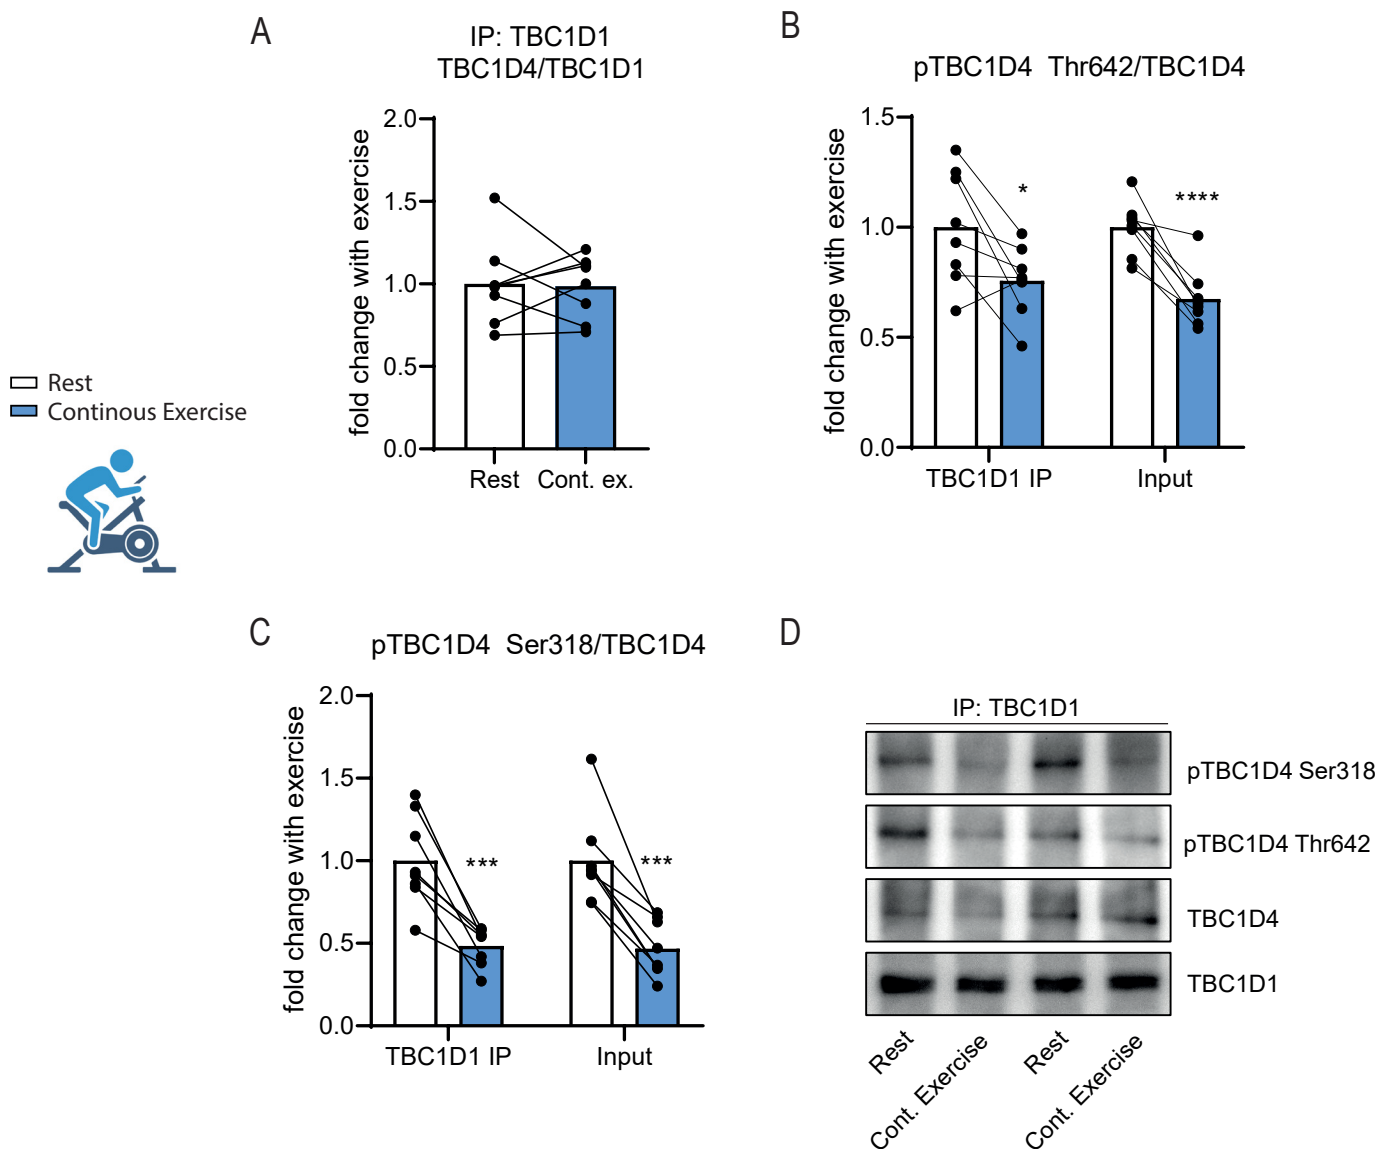 A
IP: TBC1D1
TBC1D4/TBC1D1
fold change with exercise
2.0
1.5
1.0
0.5
0.0
Rest
Cont. ex.
B
pTBC1D4 Thr642/TBC1D4
fold change with exercise
1.5
1.0
0.5
0.0
*
****
TBC1D1 IP
Input
Rest
Continous Exercise
C
pTBC1D4 Ser318/TBC1D4
fold change with exercise
2.0
1.5
1.0
0.5
0.0
***
***
TBC1D1 IP
Input
D
IP: TBC1D1
pTBC1D4 Ser318
pTBC1D4 Thr642
TBC1D4
TBC1D1
Rest
Cont. Exercise
Rest
Cont. Exercise